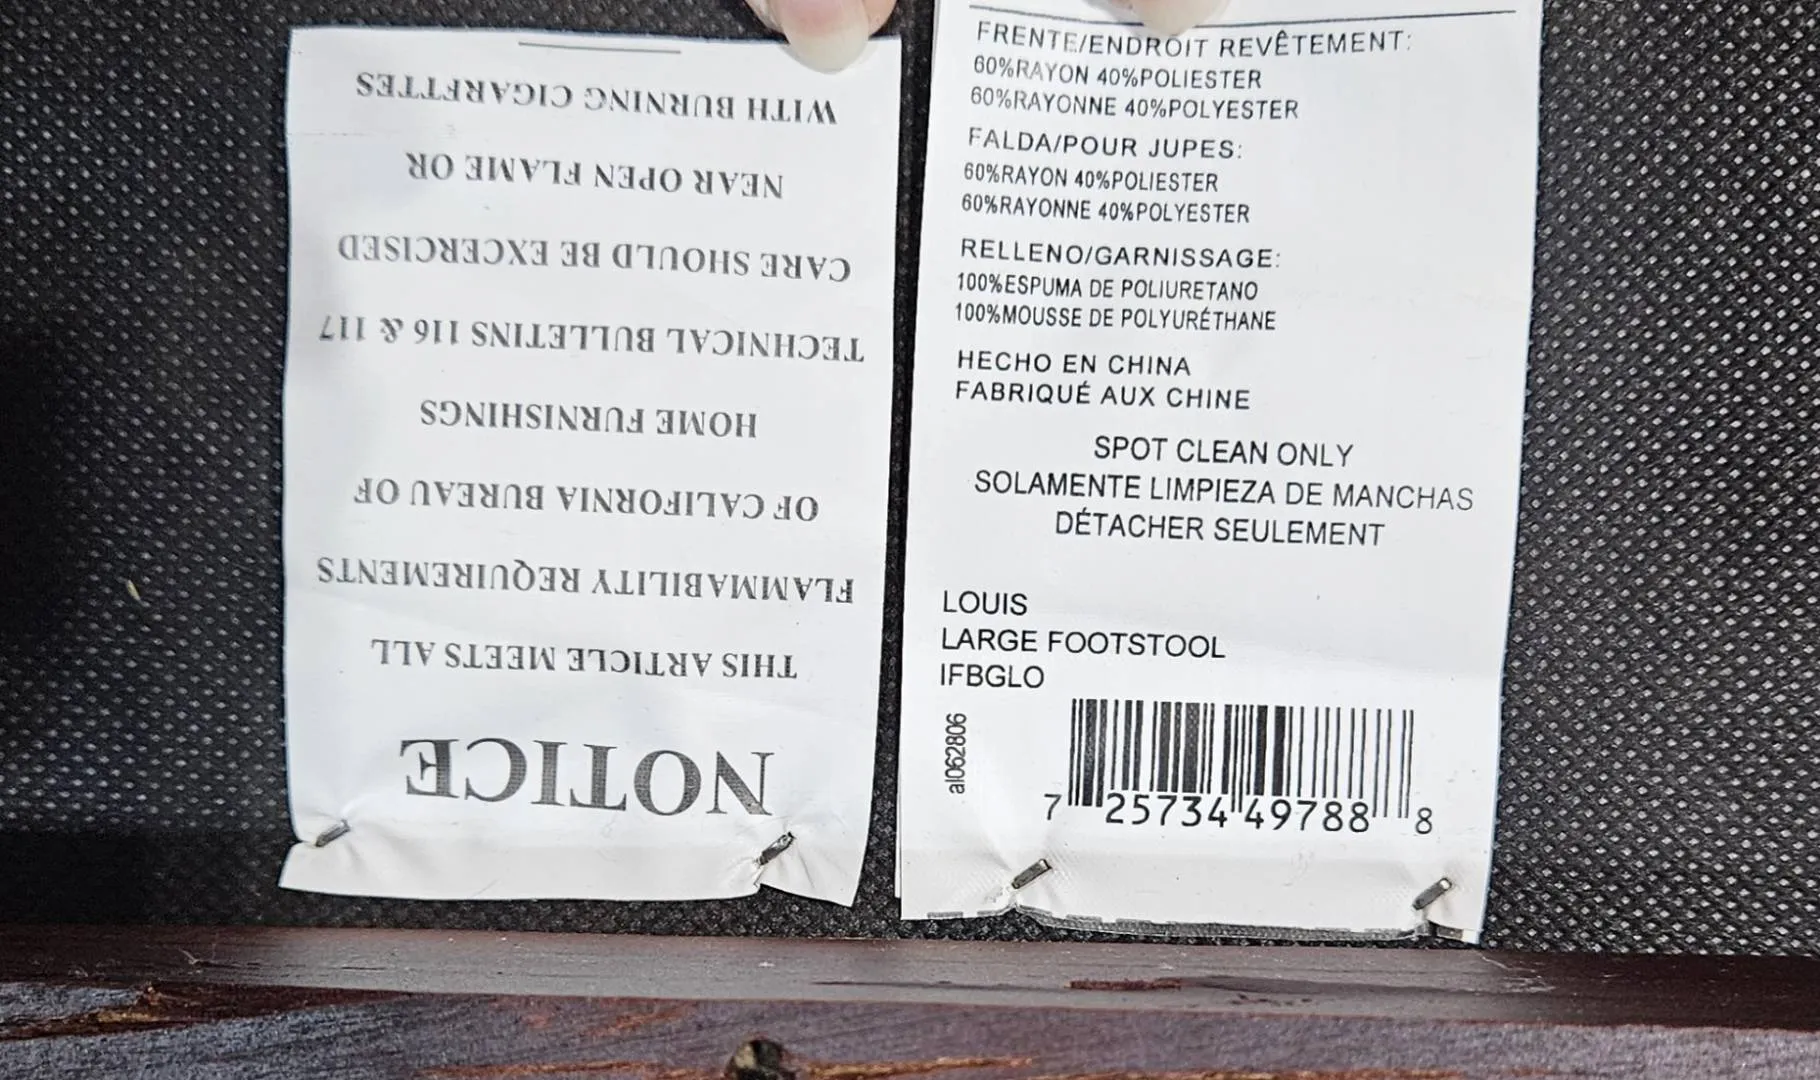 NOTICE
THIS ARTICLE MEETS ALL
FLAMMABILITY REQUIREMENTS
OF CALIFORNIA BUREAU OF
HOME FURNISHINGS
TECHNICAL BULLETINS 116 & 117
CARE SHOULD BE EXCERCISED
NEAR OPEN FLAME OR
WITH BURNING CIGARETTES
FRENTE/ENDROIT REVÊTEMENT:
60%RAYON 40%POLIESTER
60%RAYONNE 40%POLYESTER
FALDA/POUR JUPES:
60%RAYON 40%POLIESTER
60%RAYONNE 40%POLYESTER
RELLENO/GARNISSAGE:
100%ESPUMA DE POLIURETANO
100%MOUSSE DE POLYURÉTHANE
HECHO EN CHINA
FABRIQUÉ AUX CHINE
SPOT CLEAN ONLY
SOLAMENTE LIMPIEZA DE MANCHAS
DÉTACHER SEULEMENT
LOUIS
LARGE FOOTSTOOL
IFBGLO
al062806
7 25734 49788 8